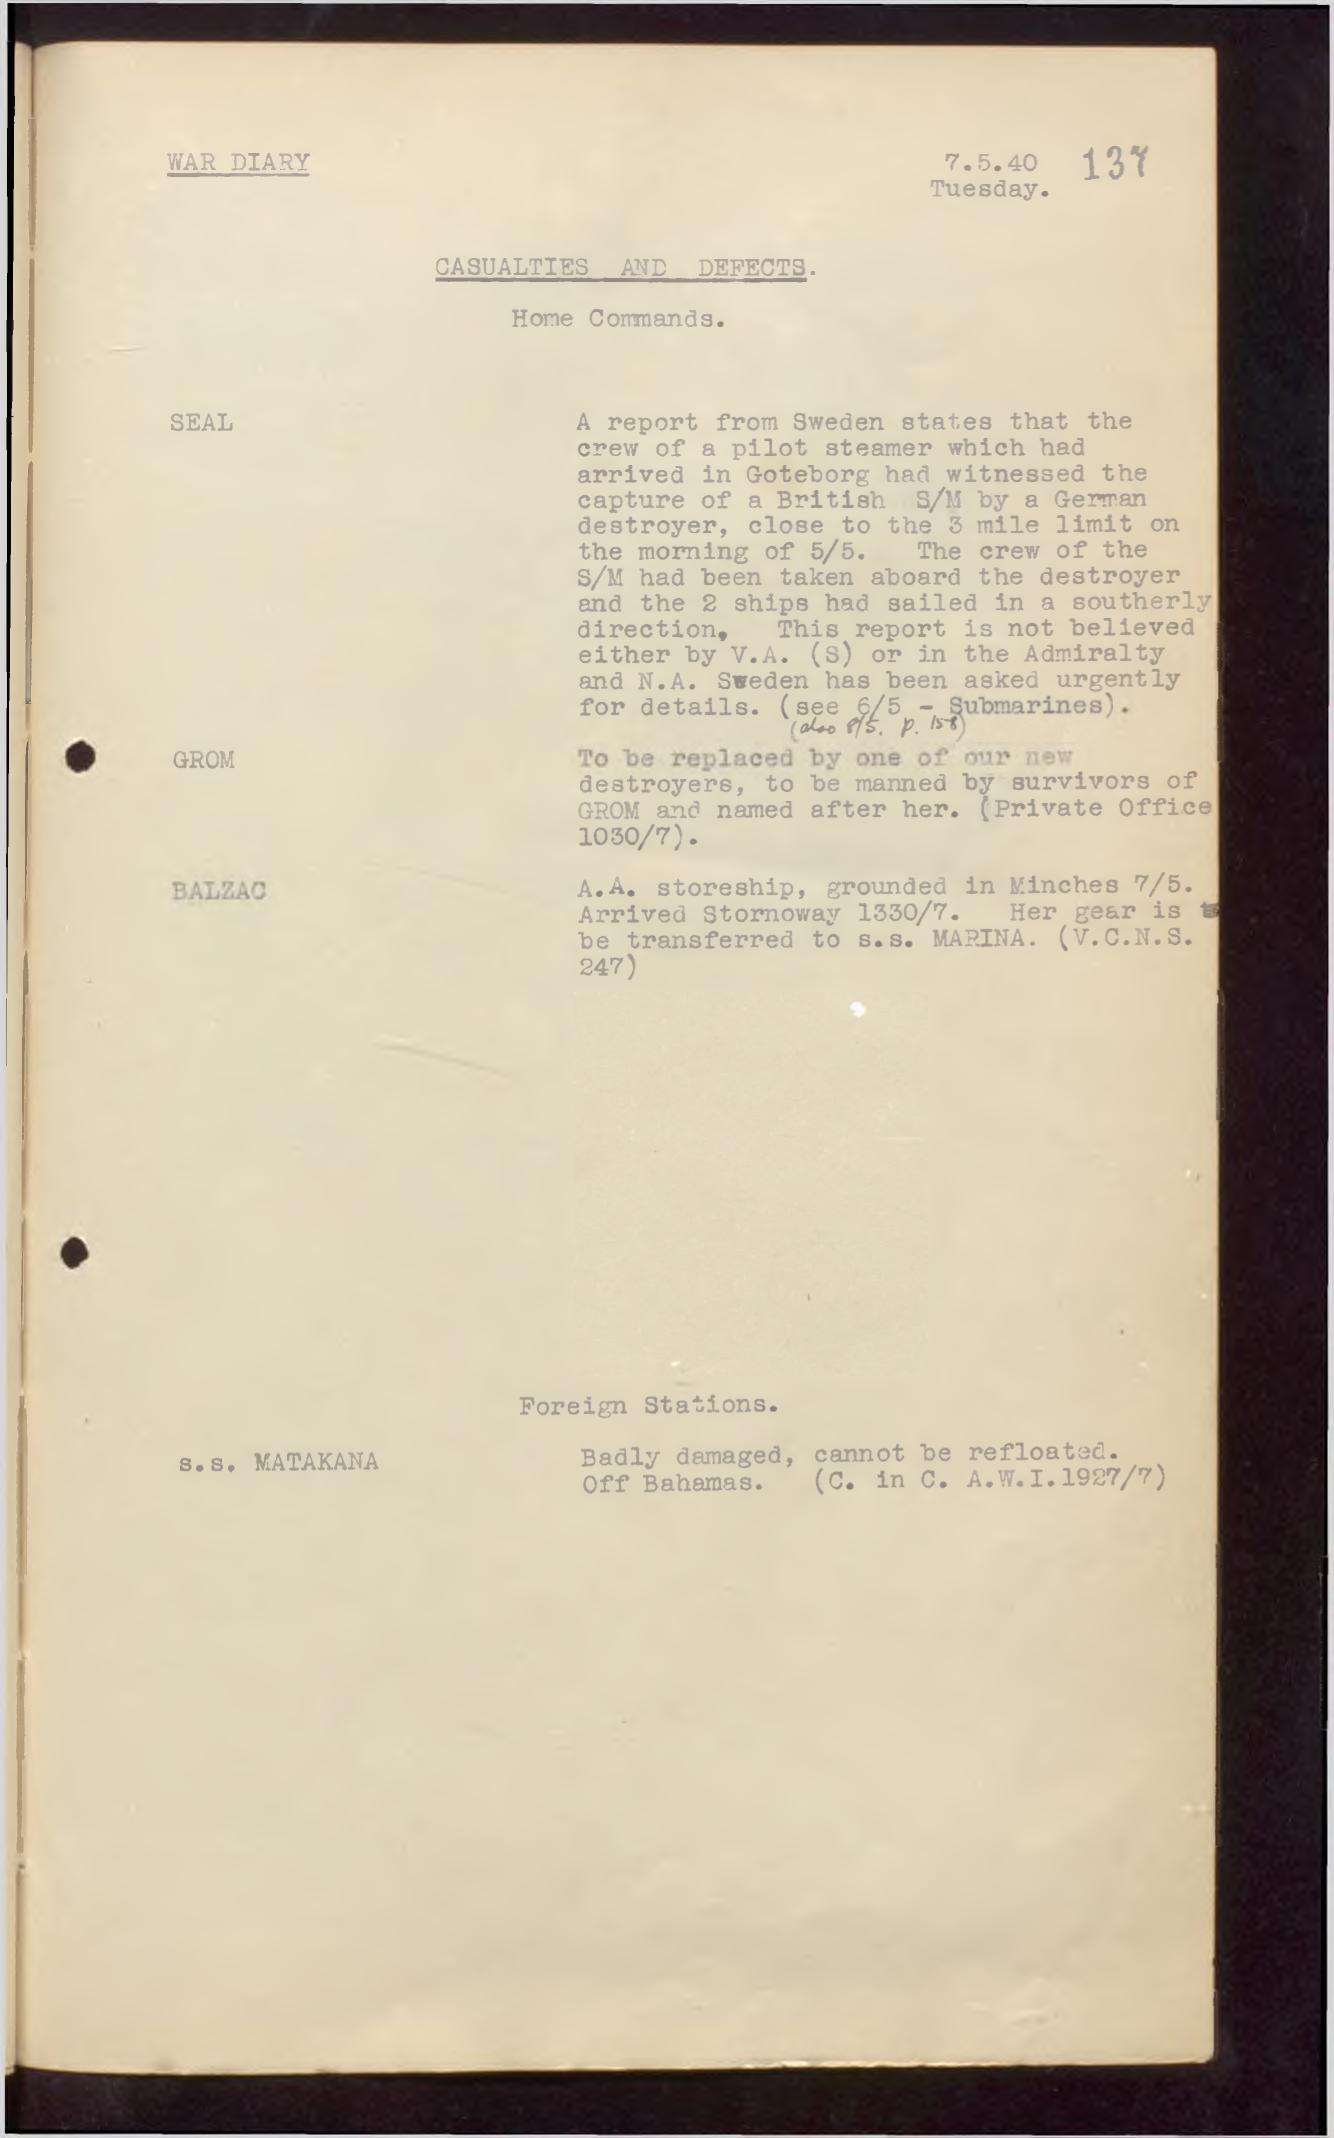 WAR DIARY
7.5.40 137
Tuesday.
CASUALTIES AND DEFECTS.
Home Commands.
SEAL
A report from Sweden states that the
crew of a pilot steamer which had
arrived in Goteborg had witnessed the
capture of a British S/M by a German
destroyer, close to the 3 mile limit on
the morning of 5/5. The crew of the
S/M had been taken aboard the destroyer
and the 2 ships had sailed in a southerly
direction. This report is not believed
either by V.A. (S) or in the Admiralty
and N.A. Sweden has been asked urgently
for details. (see 6/5 - Submarines).
(also 8/5. p. 158)
GROM
To be replaced by one of our new
destroyers, to be manned by survivors of
GROM and named after her. (Private Office
1030/7).
BALZAC
A.A. storeship, grounded in Minches 7/5.
Arrived Stornoway 1330/7. Her gear is to
be transferred to s.s. MARINA. (V.C.N.S.
247)
Foreign Stations.
s.s. MATAKANA
Badly damaged, cannot be refloated.
Off Bahamas. (C. in C. A.W.I.1927/7)